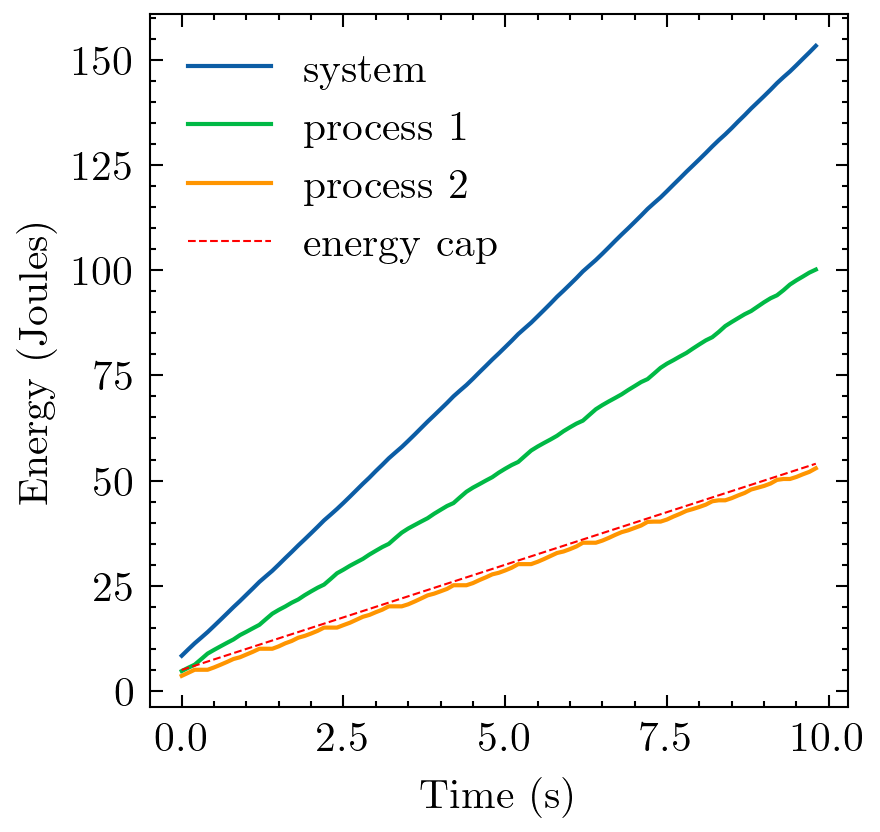 system
process 1
process 2
energy cap
Energy (Joules)
150
125
100
75
50
25
0
0.0 2.5 5.0 7.5 10.0
Time (s)